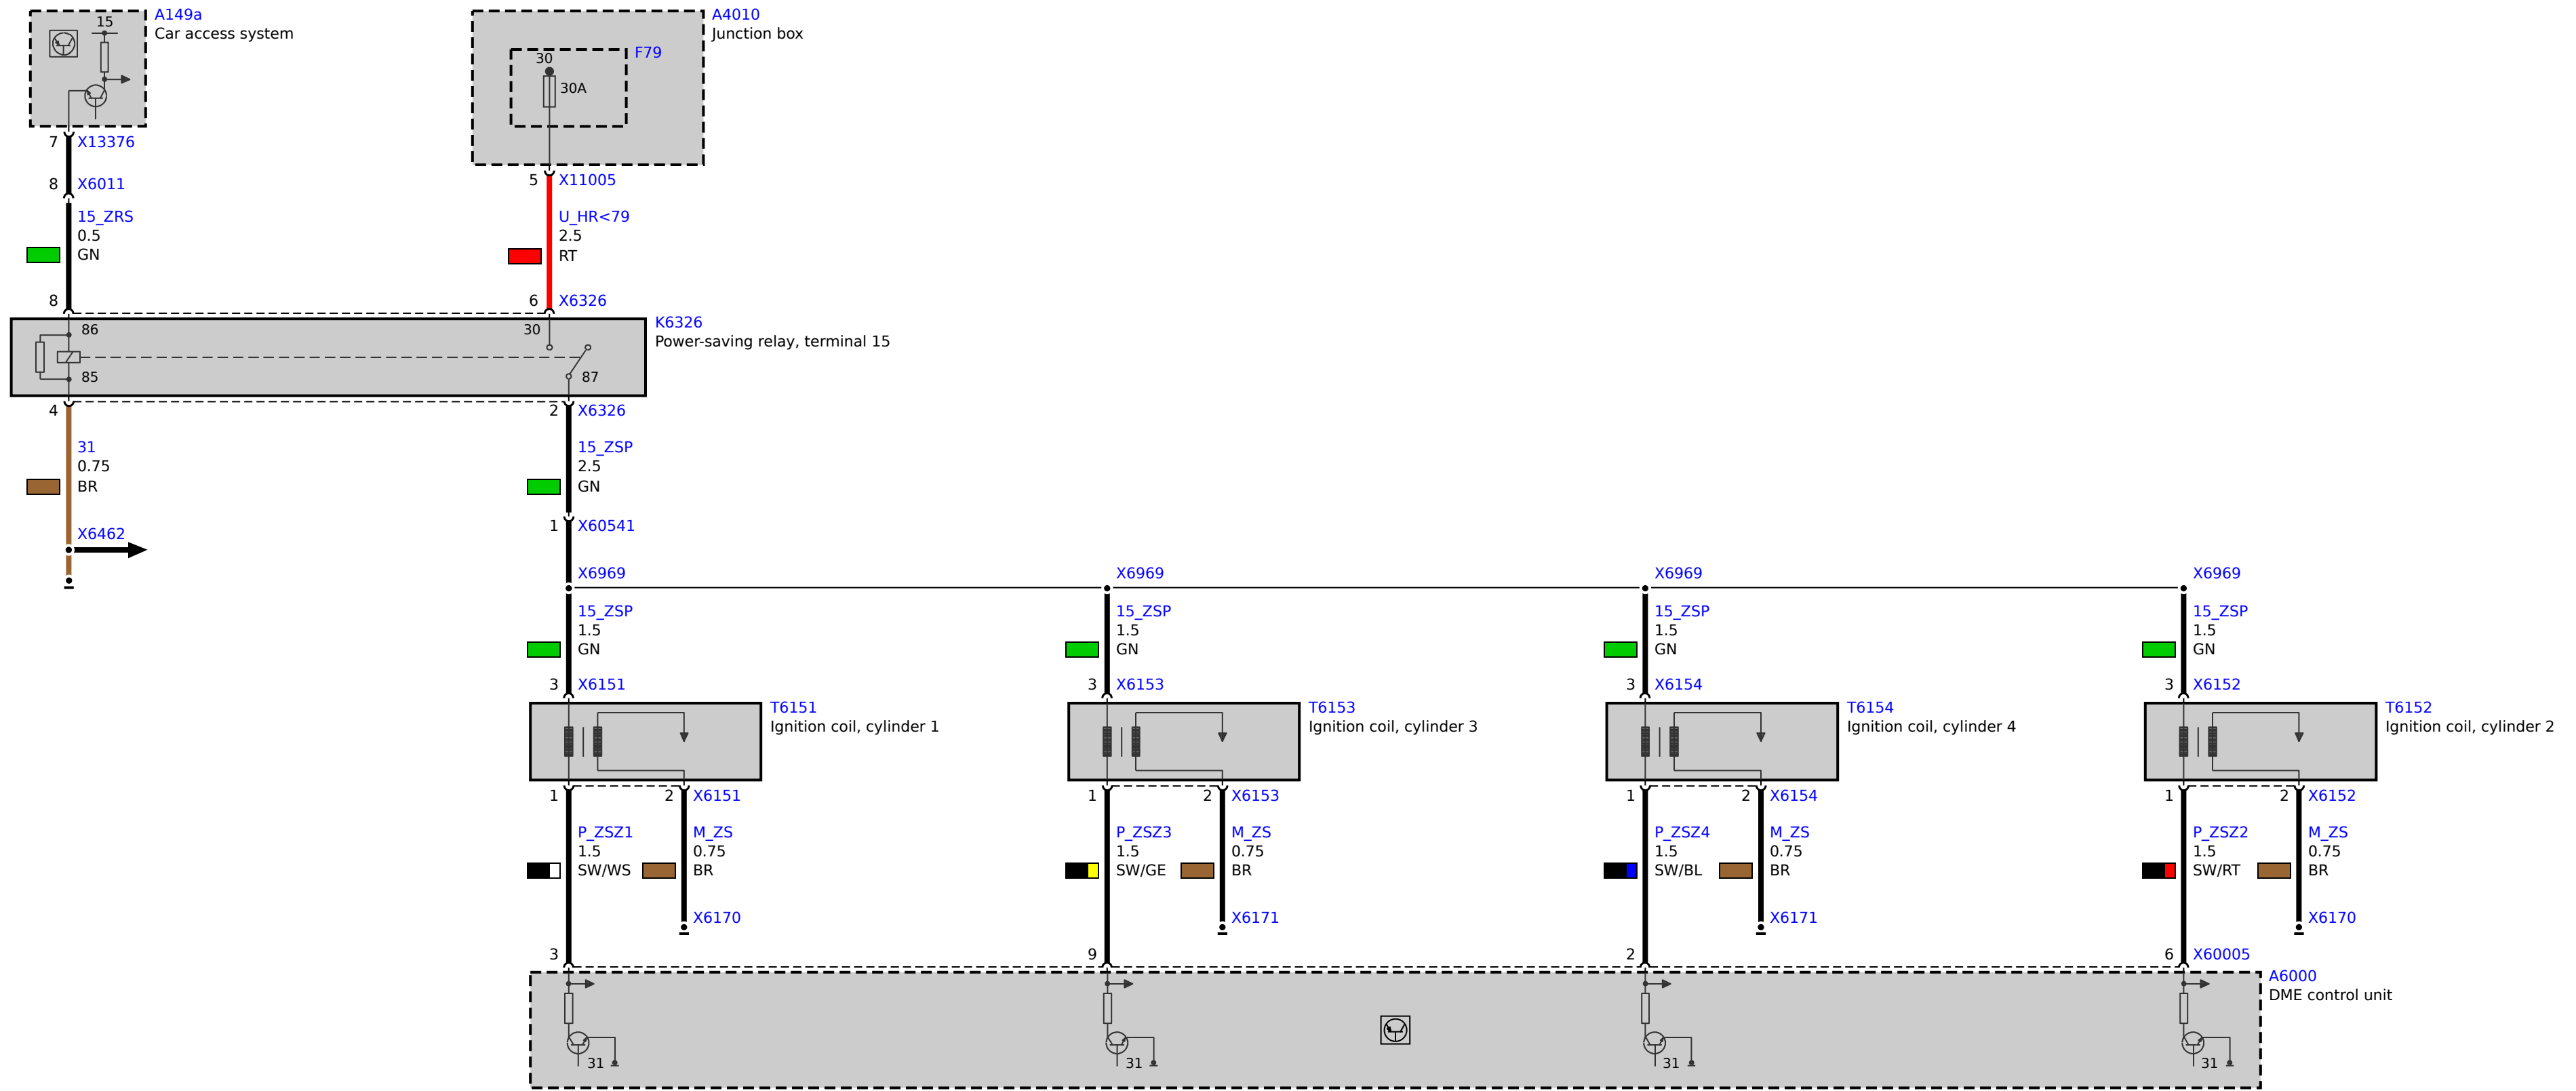 A149a
Car access system
15
7 X13376
8 X6011
15_ZRS
0.5
GN
8
A4010
Junction box
F79
30
30A
5 X11005
U_HR<79
2.5
RT
6 X6326
K6326
Power-saving relay, terminal 15
86
85
30
87
4
31
0.75
BR
X6462
2 X6326
15_ZSP
2.5
GN
1 X60541
X6969
X6969
X6969
X6969
15_ZSP
1.5
GN
3 X6151
15_ZSP
1.5
GN
3 X6153
15_ZSP
1.5
GN
3 X6154
15_ZSP
1.5
GN
3 X6152
T6151
Ignition coil, cylinder 1
T6153
Ignition coil, cylinder 3
T6154
Ignition coil, cylinder 4
T6152
Ignition coil, cylinder 2
1
2 X6151
P_ZSZ1
1.5
SW/WS
M_ZS
0.75
BR
X6170
3
1
2 X6153
P_ZSZ3
1.5
SW/GE
M_ZS
0.75
BR
X6171
9
1
2 X6154
P_ZSZ4
1.5
SW/BL
M_ZS
0.75
BR
X6171
2
1
2 X6152
P_ZSZ2
1.5
SW/RT
M_ZS
0.75
BR
X6170
6 X60005
A6000
DME control unit
31
31
31
31